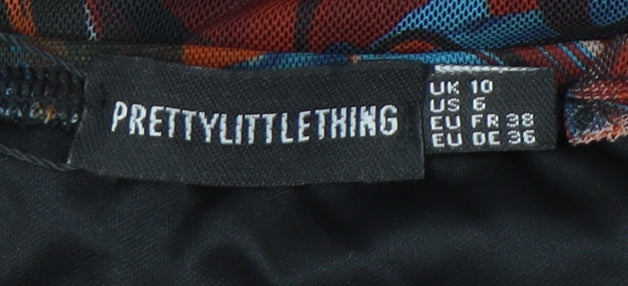 PRETTYLITTLETHING
UK 10
US 6
EU FR 38
EU DE 36